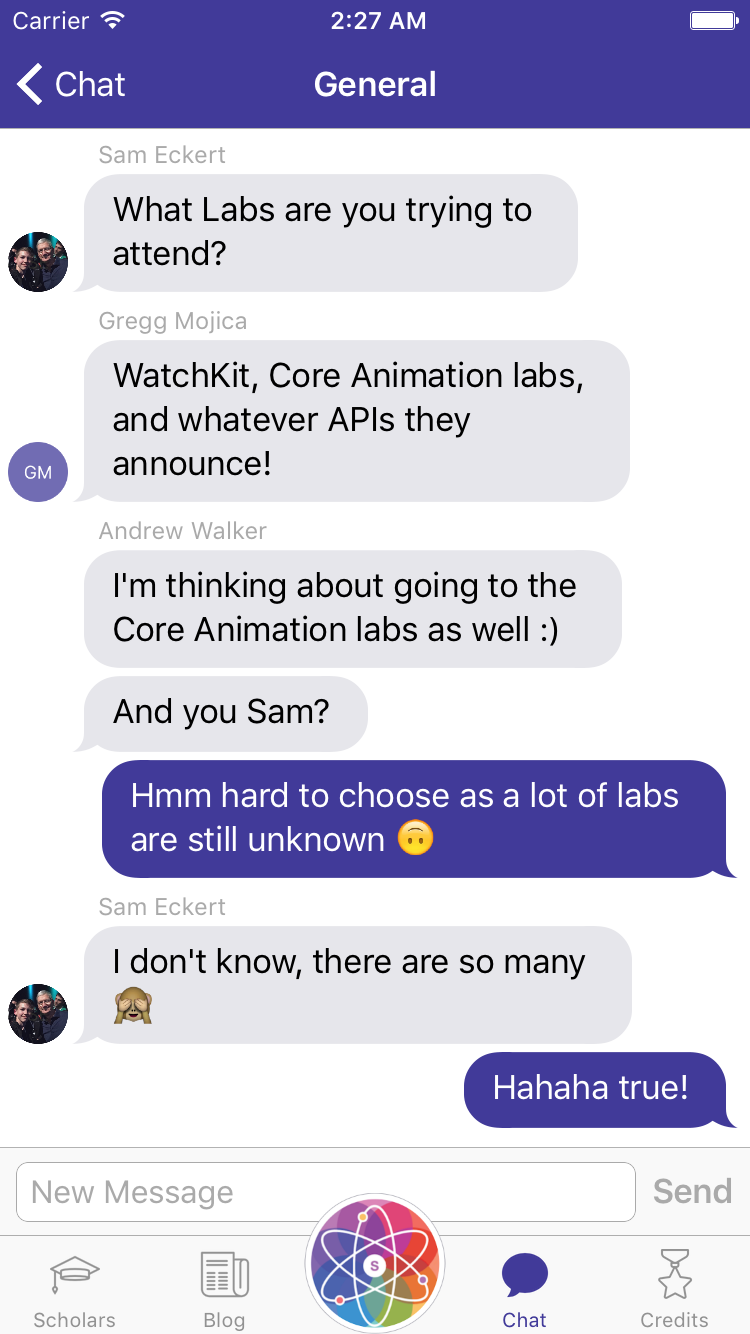 Carrier 2:27 AM
Chat General
Sam Eckert
What Labs are you trying to
attend?
Gregg Mojica
WatchKit, Core Animation labs,
and whatever APIs they
announce!
GM
Andrew Walker
I'm thinking about going to the
Core Animation labs as well :)
And you Sam?
Hmm hard to choose as a lot of labs
are still unknown 🙃
Sam Eckert
I don't know, there are so many
🙈
Hahaha true!
New Message Send
S
Scholars Blog Chat Credits